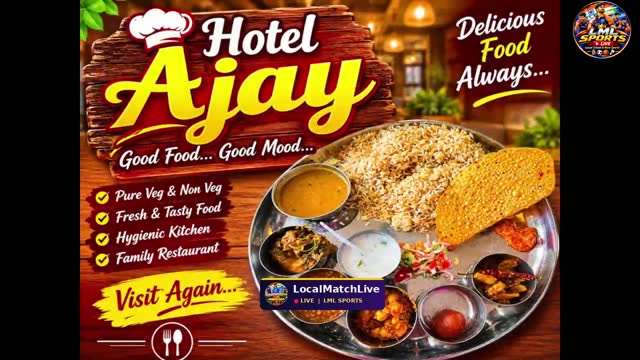 Hotel
Ajay
Good Food... Good Mood...
Delicious
Food
Always...
LML
SPORTS
LIVE
Pure Veg & Non Veg
Fresh & Tasty Food
Hygienic Kitchen
Family Restaurant
Visit Again...
LocalMatchLive
LIVE | LML SPORTS